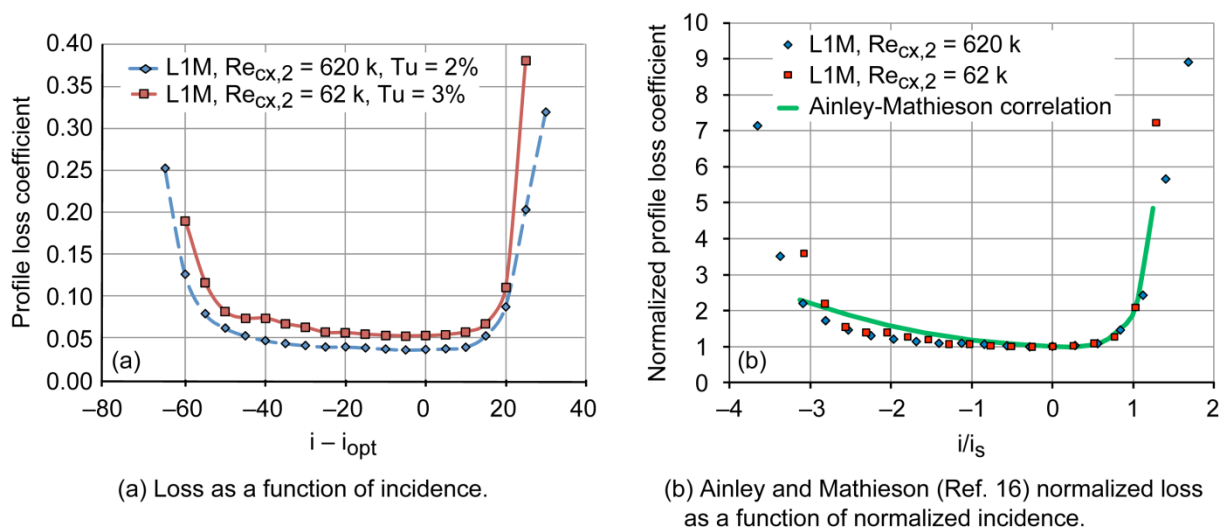 0.40
0.35
0.30
0.25
0.20
0.15
0.10
0.05
0.00
Profile loss coefficient
L1M, Re_cx,2 = 620 k, Tu = 2%
L1M, Re_cx,2 = 62 k, Tu = 3%
(a)
–60 –40 –20 0 20 40
i – i_opt
(a) Loss as a function of incidence.
10
9
8
7
6
5
4
3
2
1
0
Normalized profile loss coefficient
L1M, Re_cx,2 = 620 k
L1M, Re_cx,2 = 62 k
Ainley-Mathieson correlation
(b)
–4 –3 –2 –1 0 1 2
i/i_s
(b) Ainley and Mathieson (Ref. 16) normalized loss
as a function of normalized incidence.